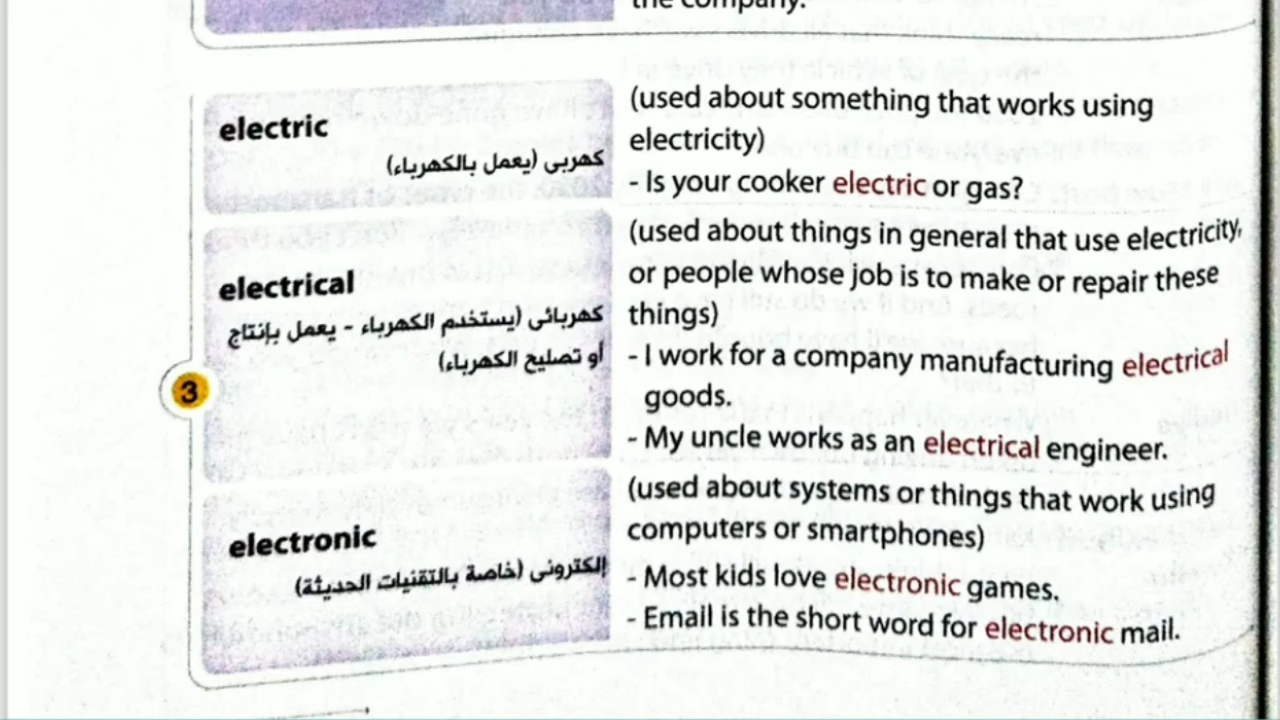 the company.
electric
كهربى (يعمل بالكهرباء)
(used about something that works using
electricity)
- Is your cooker electric or gas?
electrical
كهربائى (يستخدم الكهرباء - يعمل بإنتاج
أو تصليح الكهرباء)
(used about things in general that use electricity,
or people whose job is to make or repair these
things)
- I work for a company manufacturing electrical
goods.
- My uncle works as an electrical engineer.
3
electronic
إلكترونى (خاصة بالتقنيات الحديثة)
(used about systems or things that work using
computers or smartphones)
- Most kids love electronic games.
- Email is the short word for electronic mail.